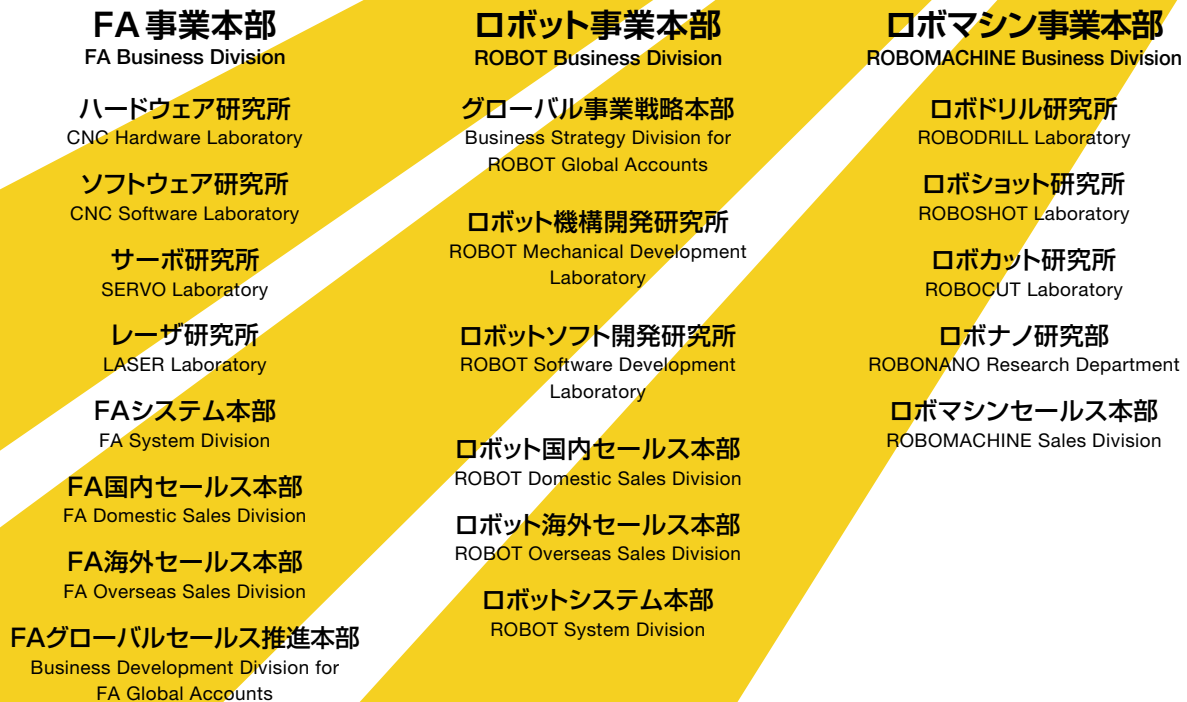 FA事業本部
FA Business Division
ハードウェア研究所
CNC Hardware Laboratory
ソフトウェア研究所
CNC Software Laboratory
サーボ研究所
SERVO Laboratory
レーザ研究所
LASER Laboratory
FAシステム本部
FA System Division
FA国内セールス本部
FA Domestic Sales Division
FA海外セールス本部
FA Overseas Sales Division
FAグローバルセールス推進本部
Business Development Division for
FA Global Accounts
ロボット事業本部
ROBOT Business Division
グローバル事業戦略本部
Business Strategy Division for
ROBOT Global Accounts
ロボット機構開発研究所
ROBOT Mechanical Development
Laboratory
ロボットソフト開発研究所
ROBOT Software Development
Laboratory
ロボット国内セールス本部
ROBOT Domestic Sales Division
ロボット海外セールス本部
ROBOT Overseas Sales Division
ロボットシステム本部
ROBOT System Division
ロボマシン事業本部
ROBOMACHINE Business Division
ロボドリル研究所
ROBODRILL Laboratory
ロボショット研究所
ROBOSHOT Laboratory
ロボカット研究所
ROBOCUT Laboratory
ロボナノ研究部
ROBONANO Research Department
ロボマシンセールス本部
ROBOMACHINE Sales Division